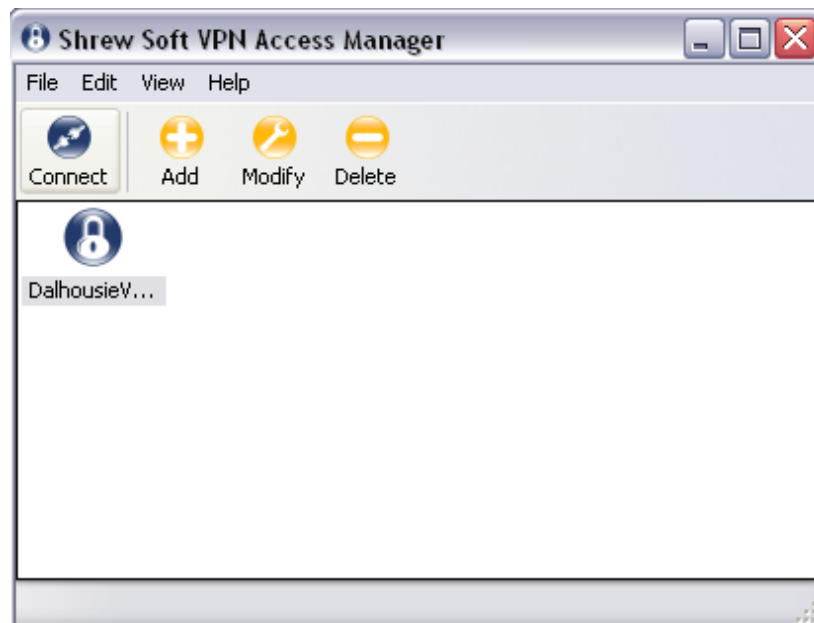 Shrew Soft VPN Access Manager
File Edit View Help
Connect Add Modify Delete
DalhousieV...